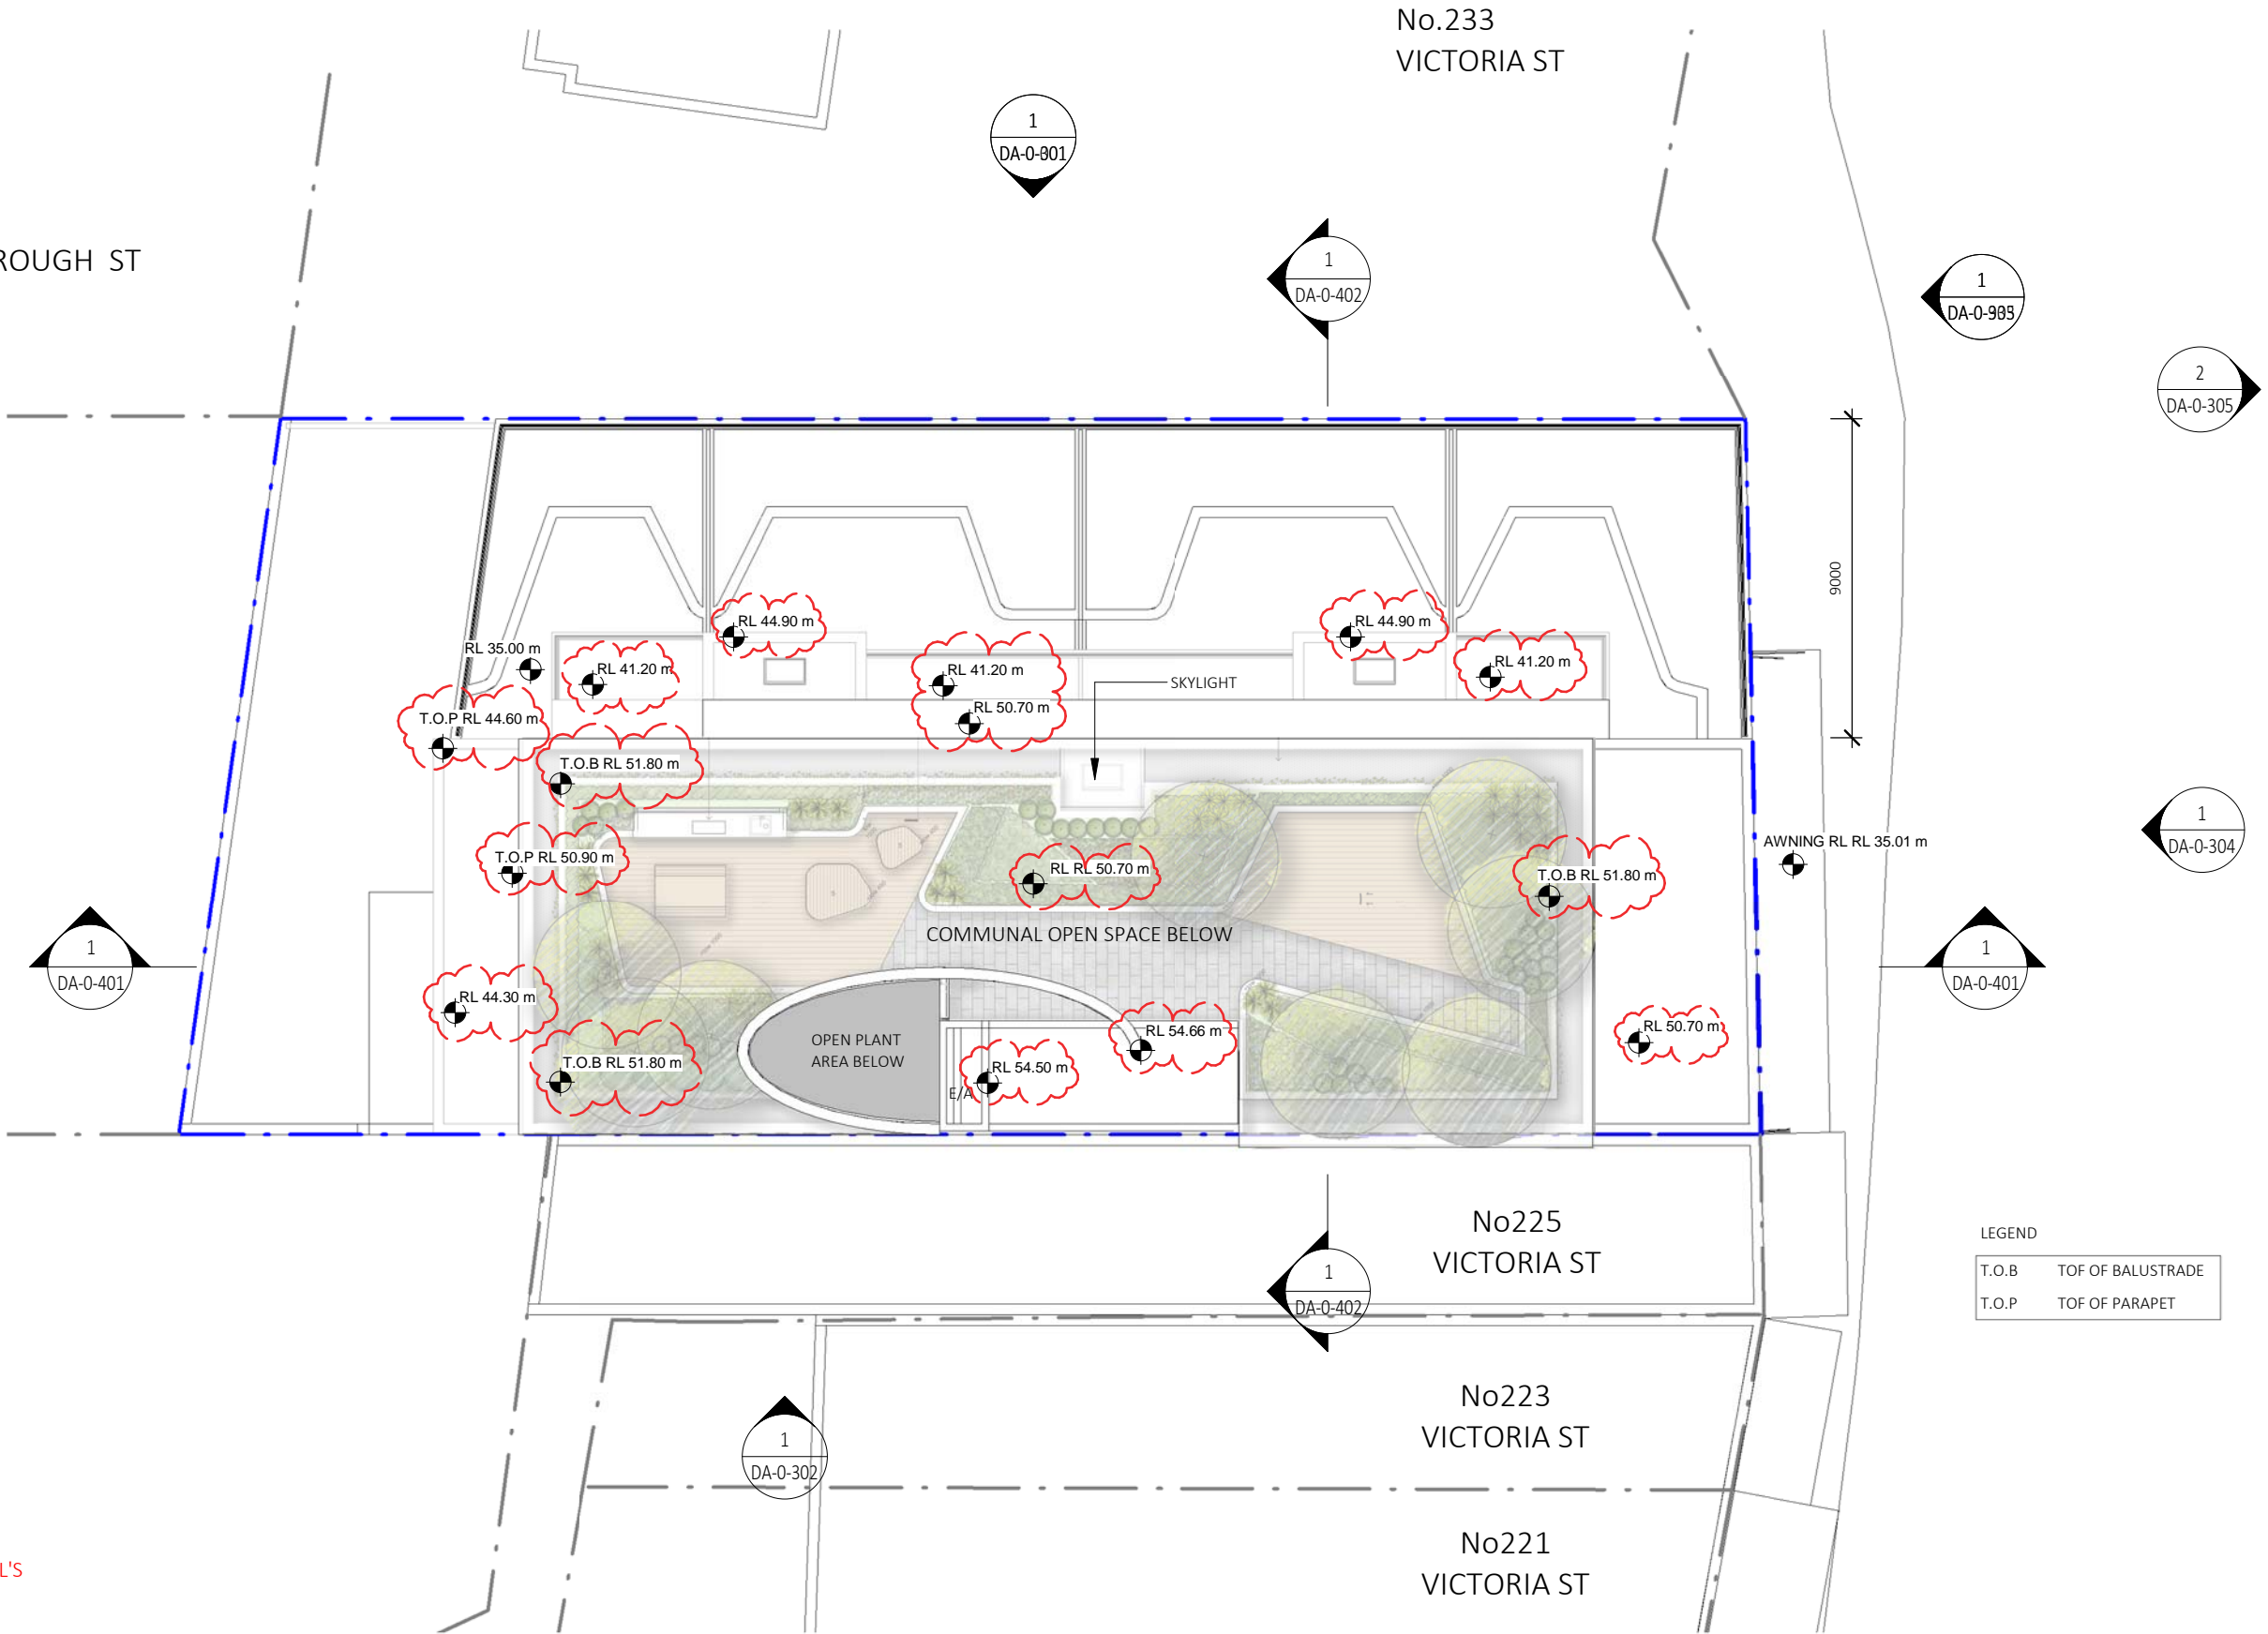 No.233
VICTORIA ST
1
DA-0-301
ROUGH ST
1
DA-0-402
1
2
DA-0-305
9000
RL 44.90 m
RL 44.90 m
RL 35.00 m
RL 41.20 m
RL 41.20 m
RL 41.20 m
SKYLIGHT
RL 50.70 m
T.O.P RL 44.60 m
T.O.B RL 51.80 m
AWNING RL RL 35.01 m
1
DA-0-304
T.O.P RL 50.90 m
RL RL 50.70 m
T.O.B RL 51.80 m
COMMUNAL OPEN SPACE BELOW
1
DA-0-401
1
DA-0-401
RL 44.30 m
RL 54.66 m
RL 50.70 m
OPEN PLANT
AREA BELOW
T.O.B RL 51.80 m
RL 54.50 m
E/A
No225
VICTORIA ST
LEGEND
T.O.B TOF OF BALUSTRADE
T.O.P TOF OF PARAPET
1
DA-0-402
No223
VICTORIA ST
1
DA-0-302
No221
VICTORIA ST
L'S